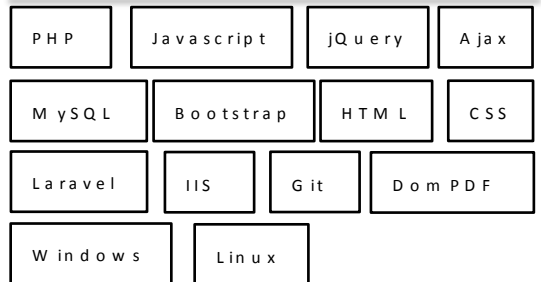 PHP Javascript jQuery Ajax
MySQL Bootstrap HTML CSS
Laravel IIS Git DomPDF
Windows Linux